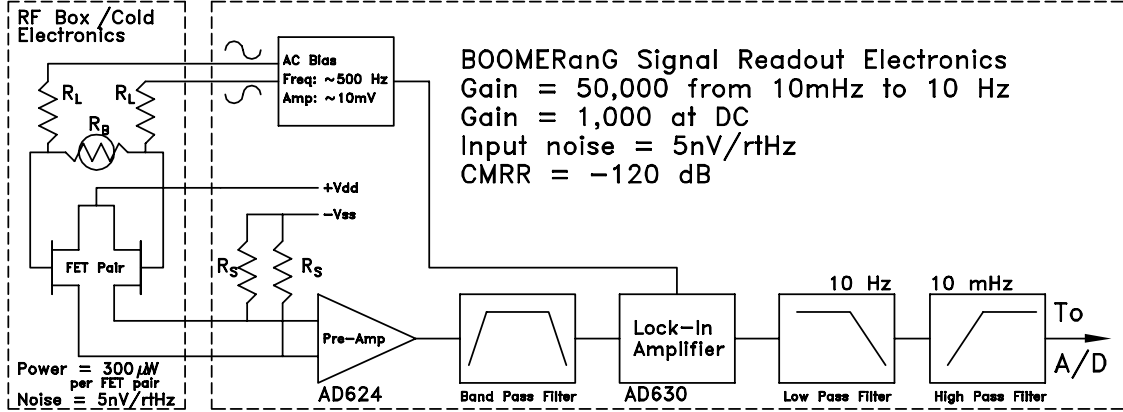 RF Box /Cold
Electronics
R_L
R_L
R_B
AC Bias
Freq: ~500 Hz
Amp: ~10mV
BOOMERanG Signal Readout Electronics
Gain = 50,000 from 10mHz to 10 Hz
Gain = 1,000 at DC
Input noise = 5nV/rtHz
CMRR = -120 dB
+Vdd
-Vss
FET Pair
R_S
R_S
Pre-Amp
AD624
Band Pass Filter
Lock-In
Amplifier
AD630
10 Hz
Low Pass Filter
10 mHz
High Pass Filter
To
A/D
Power = 300 μW
per FET pair
Noise = 5nV/rtHz